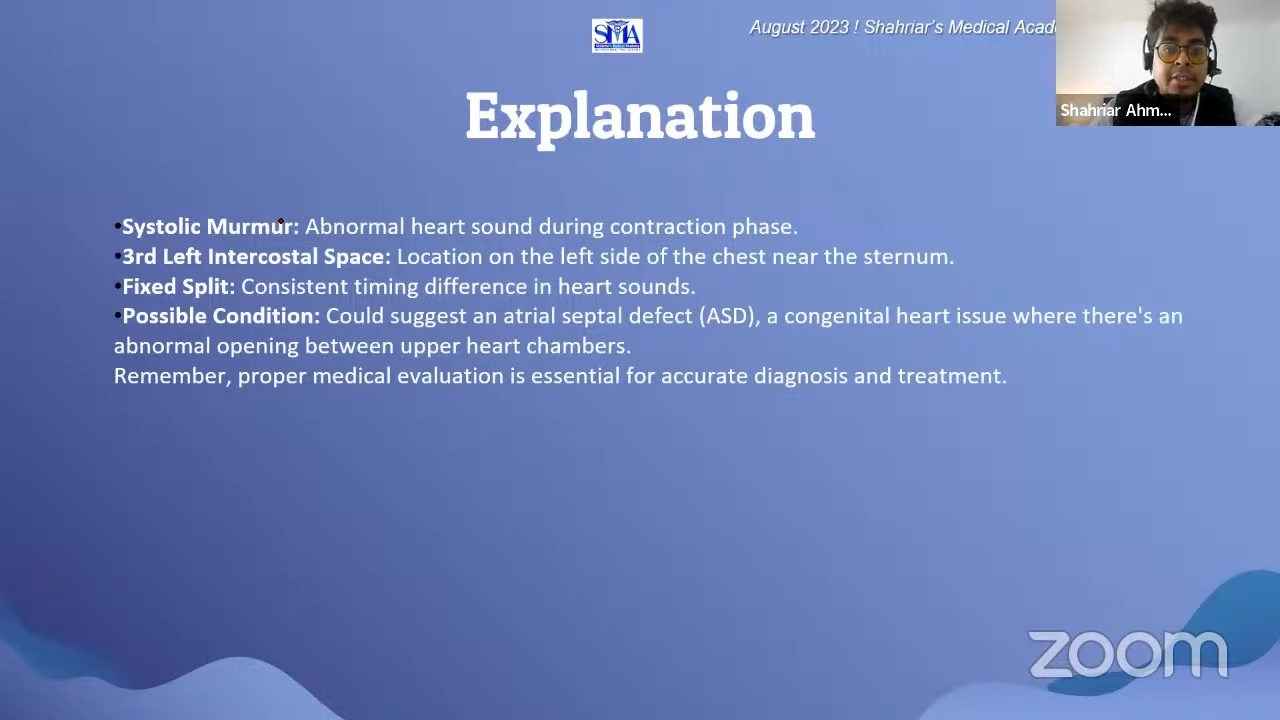 SMA
August 2023 ! Shahriar's Medical Acad
Shahriar Ahm...
Explanation
•Systolic Murmur: Abnormal heart sound during contraction phase.
•3rd Left Intercostal Space: Location on the left side of the chest near the sternum.
•Fixed Split: Consistent timing difference in heart sounds.
•Possible Condition: Could suggest an atrial septal defect (ASD), a congenital heart issue where there's an
abnormal opening between upper heart chambers.
Remember, proper medical evaluation is essential for accurate diagnosis and treatment.
zoom